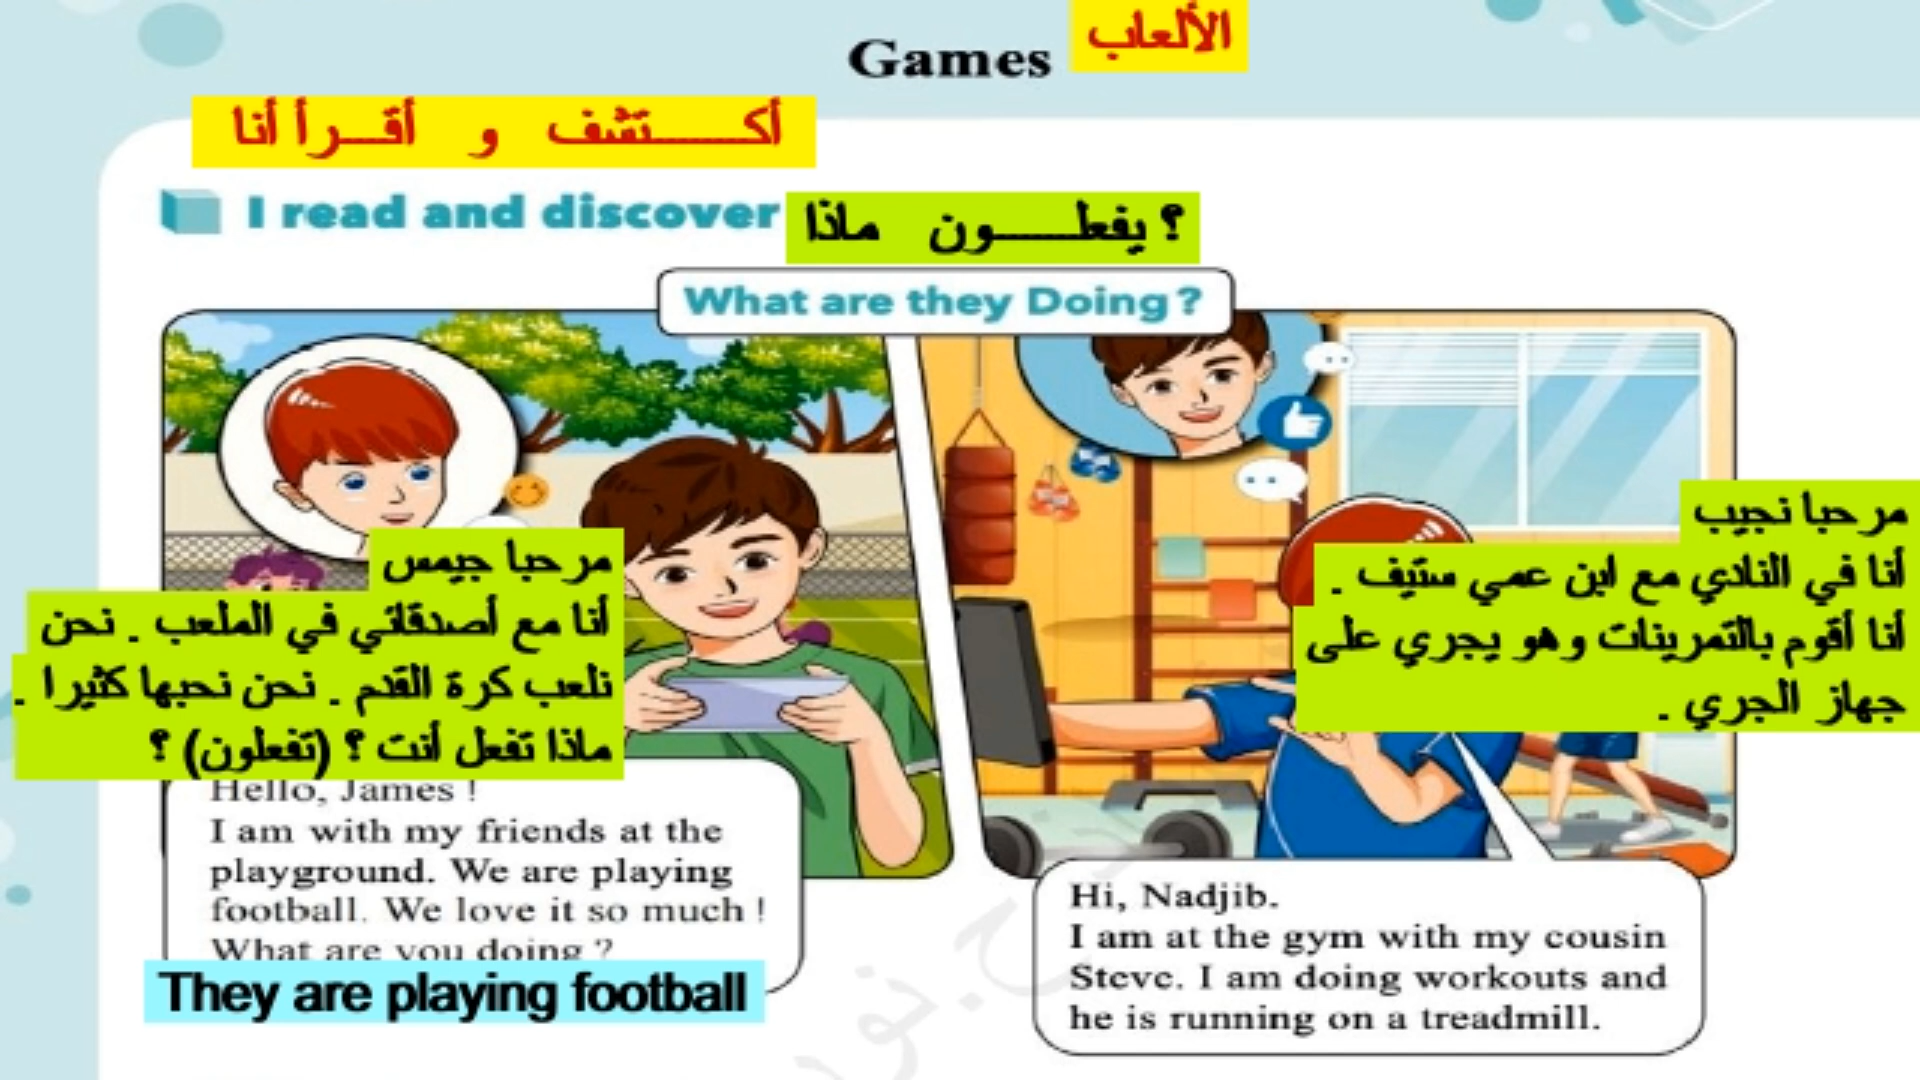 Games الألعاب
أكـــــــتشف و أقـــرأ أنا
I read and discover
؟ يفعلـــــــون ماذا
What are they Doing ?
مرحبا جيمس
أنا مع أصدقائي في الملعب . نحن
نلعب كرة القدم . نحن نحبها كثيرا .
ماذا تفعل أنت ؟ (تفعلون) ؟
Hello, James !
I am with my friends at the
playground. We are playing
football. We love it so much !
What are you doing ?
They are playing football
مرحبا نجيب
أنا في النادي مع ابن عمي ستيف .
أنا أقوم بالتمرينات وهو يجري على
جهاز الجري .
Hi, Nadjib.
I am at the gym with my cousin
Steve. I am doing workouts and
he is running on a treadmill.